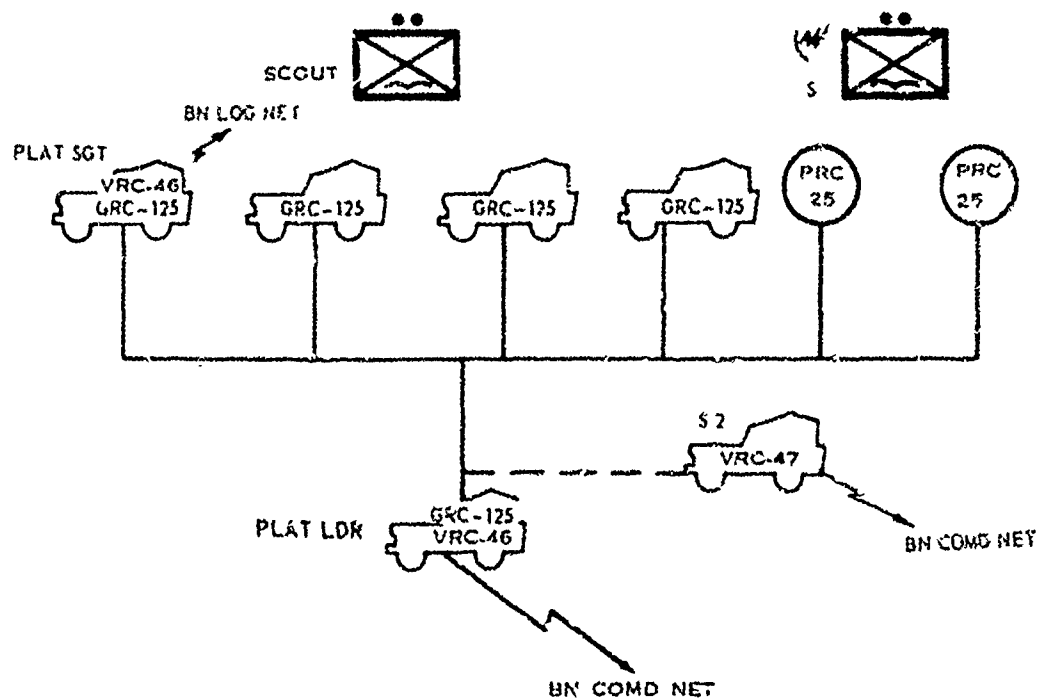 SCOUT
S
BN LOG NET
PLAT SGT
VRC-46
GRC-125
GRC-125
GRC-125
GRC-125
PRC
25
PRC
25
S2
VRC-47
BN COMD NET
PLAT LDR
GRC-125
VRC-46
BN COMD NET